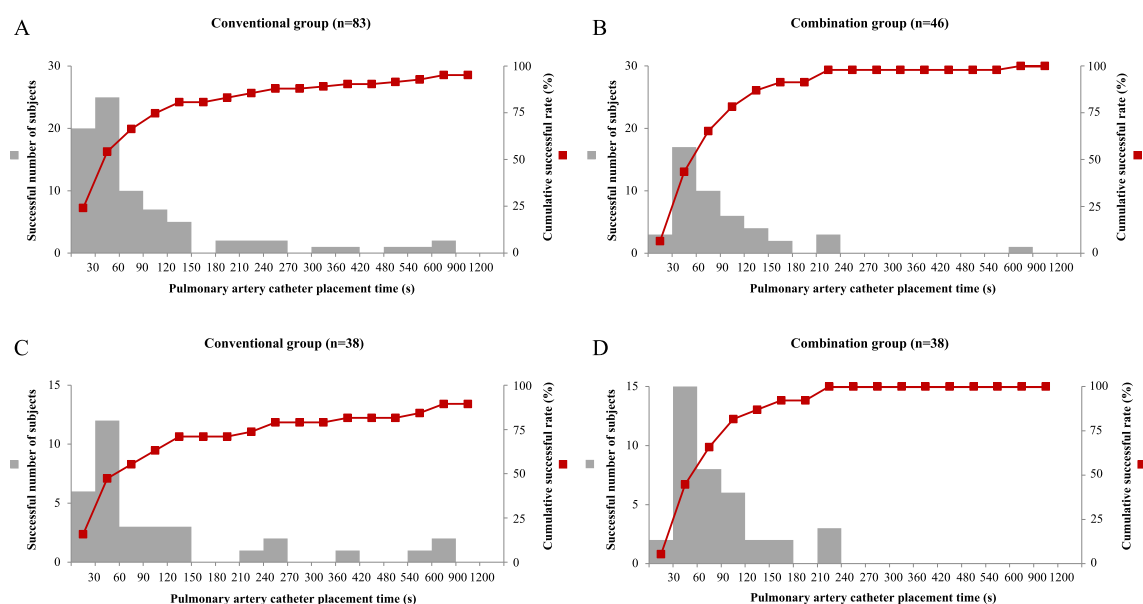 A
Conventional group (n=83)
Successful number of subjects
30
20
10
0
100
75
50
25
0
Cumulative successful rate (%)
30 60 90 120 150 180 210 240 270 300 360 420 480 510 600 900 1200
Pulmonary artery catheter placement time (s)
B
Combination group (n=46)
Successful number of subjects
30
20
10
0
100
75
50
25
0
Cumulative successful rate (%)
30 60 90 120 150 180 210 240 270 300 360 420 480 540 600 900 1200
Pulmonary artery catheter placement time (s)
C
Conventional group (n=38)
Successful number of subjects
15
10
5
0
100
75
50
25
0
Cumulative successful rate (%)
30 60 90 120 150 180 210 240 270 300 360 420 480 540 600 900 1200
Pulmonary artery catheter placement time (s)
D
Combination group (n=38)
Successful number of subjects
15
10
5
0
100
75
50
25
0
Cumulative successful rate (%)
30 60 90 120 150 180 210 240 270 300 360 420 480 540 600 900 1200
Pulmonary artery catheter placement time (s)